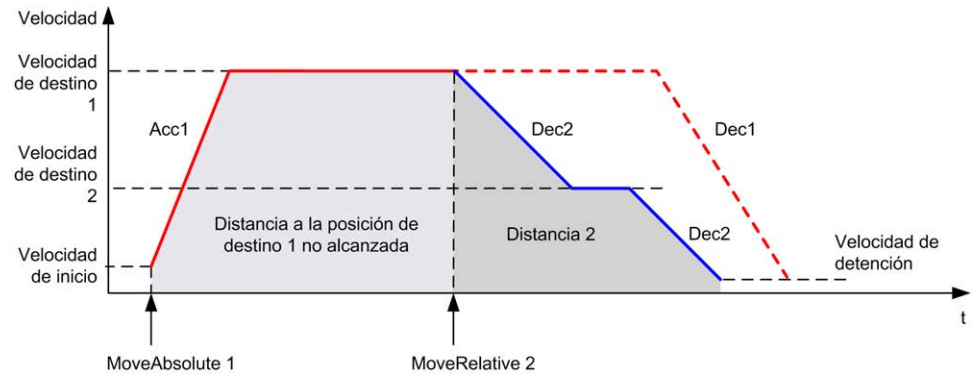 Velocidad
Velocidad
de destino
1
Acc1
Dec2
Dec1
Velocidad
de destino
2
Distancia a la posición de
destino 1 no alcanzada
Distancia 2
Dec2
Velocidad de
detención
Velocidad
de inicio
t
MoveAbsolute 1
MoveRelative 2